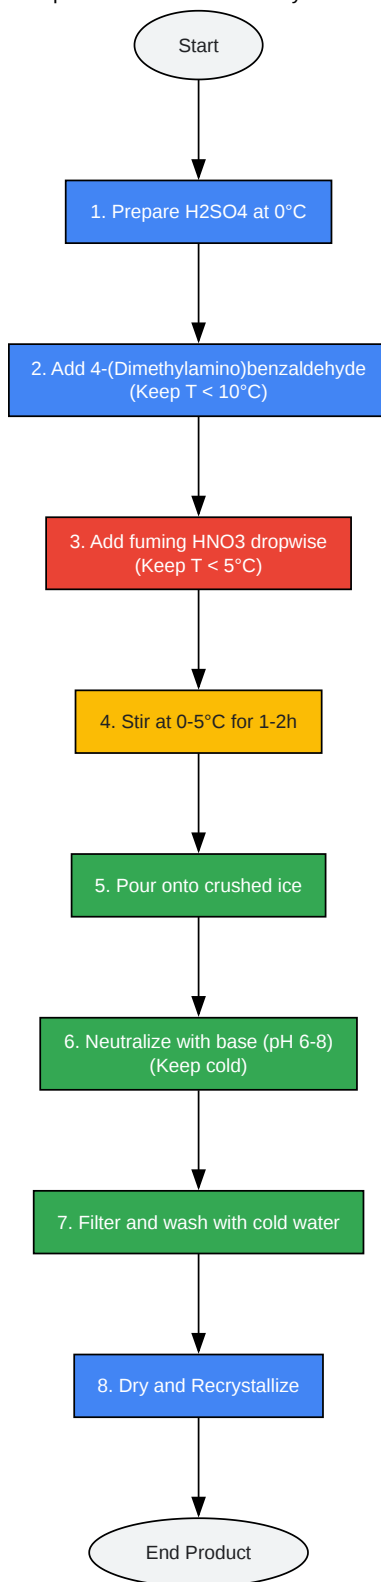 Start
1. Prepare H2SO4 at 0°C
2. Add 4-(Dimethylamino)benzaldehyde
(Keep T < 10°C)
3. Add fuming HNO3 dropwise
(Keep T < 5°C)
4. Stir at 0-5°C for 1-2h
5. Pour onto crushed ice
6. Neutralize with base (pH 6-8)
(Keep cold)
7. Filter and wash with cold water
8. Dry and Recrystallize
End Product